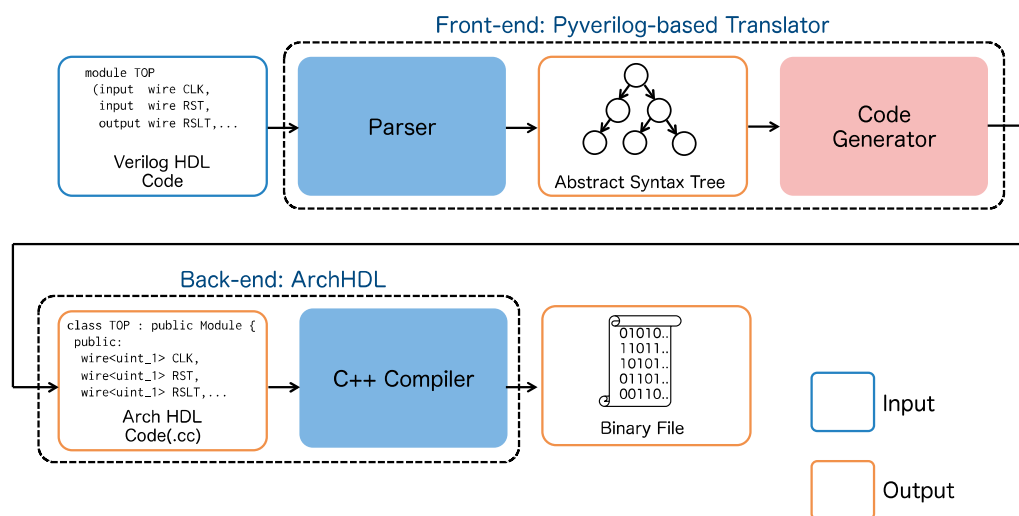 Front-end: Pyverilog-based Translator
module TOP
(input  wire CLK,
input  wire RST,
output wire RSLT,...
Verilog HDL
Code
Parser
Abstract Syntax Tree
Code
Generator
Back-end: ArchHDL
class TOP : public Module {
public:
wire<uint_1> CLK,
wire<uint_1> RST,
wire<uint_1> RSLT,...
Arch HDL
Code(.cc)
C++ Compiler
01010..
11011..
10101..
01101..
00110..
Binary File
Input
Output